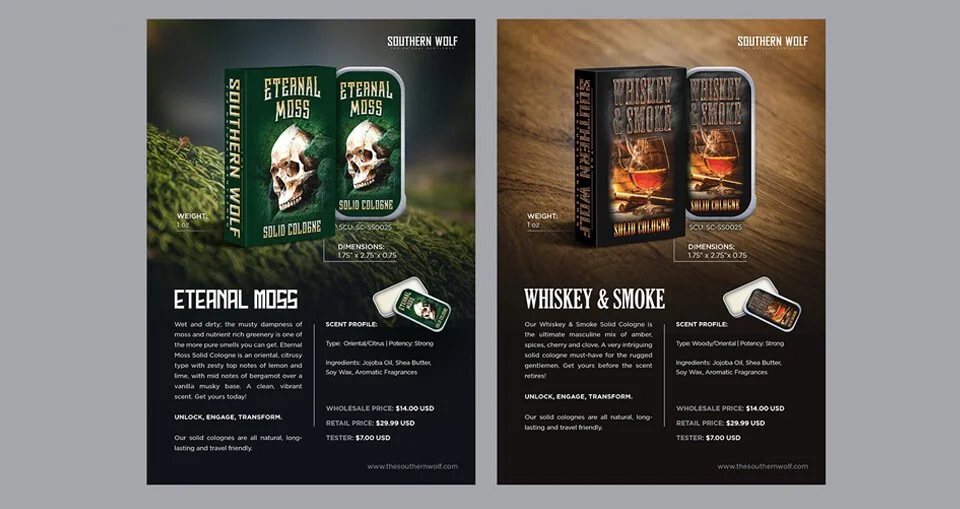 SOUTHERN WOLF
ETERNAL
MOSS
SOLID COLOGNE
SOUTHERN WOLF
ETERNAL
MOSS
SOLID COLOGNE
WEIGHT:
1 oz
SCU: SC-SS0025
DIMENSIONS:
1.75" x 2.75"x 0.75
ETERNAL MOSS
Wet and dirty; the musty dampness of
moss and nutrient rich greenery is one of
the more pure smells you can get. Eternal
Moss Solid Cologne is an oriental, citrusy
type with zesty top notes of lemon and
lime, with mid notes of bergamot over a
vanilla musky base. A clean, vibrant
scent. Get yours today!
UNLOCK, ENGAGE, TRANSFORM.
Our solid colognes are all natural, long-
lasting and travel friendly.
ETERNAL
MOSS
SCENT PROFILE:
Type: Oriental/Citrus | Potency: Strong
Ingredients: Jojoba Oil, Shea Butter,
Soy Wax, Aromatic Fragrances
WHOLESALE PRICE: $14.00 USD
RETAIL PRICE: $29.99 USD
TESTER: $7.00 USD
www.thesouthernwolf.com
SOUTHERN WOLF
WHISKEY
& SMOKE
SOLID COLOGNE
SOUTHERN WOLF
WHISKEY
& SMOKE
SOLID COLOGNE
WEIGHT:
1 oz
SCU: SC-SS0025
DIMENSIONS:
1.75" x 2.75"x 0.75
WHISKEY & SMOKE
Our Whiskey & Smoke Solid Cologne is
the ultimate masculine mix of amber,
spices, cherry and clove. A very intriguing
solid cologne must-have for the rugged
gentlemen. Get yours before the scent
retires!
UNLOCK, ENGAGE, TRANSFORM.
Our solid colognes are all natural, long-
lasting and travel friendly.
SCENT PROFILE:
Type: Woody/Oriental | Potency: Strong
Ingredients: Jojoba Oil, Shea Butter,
Soy Wax, Aromatic Fragrances
WHOLESALE PRICE: $14.00 USD
RETAIL PRICE: $29.99 USD
TESTER: $7.00 USD
www.thesouthernwolf.com